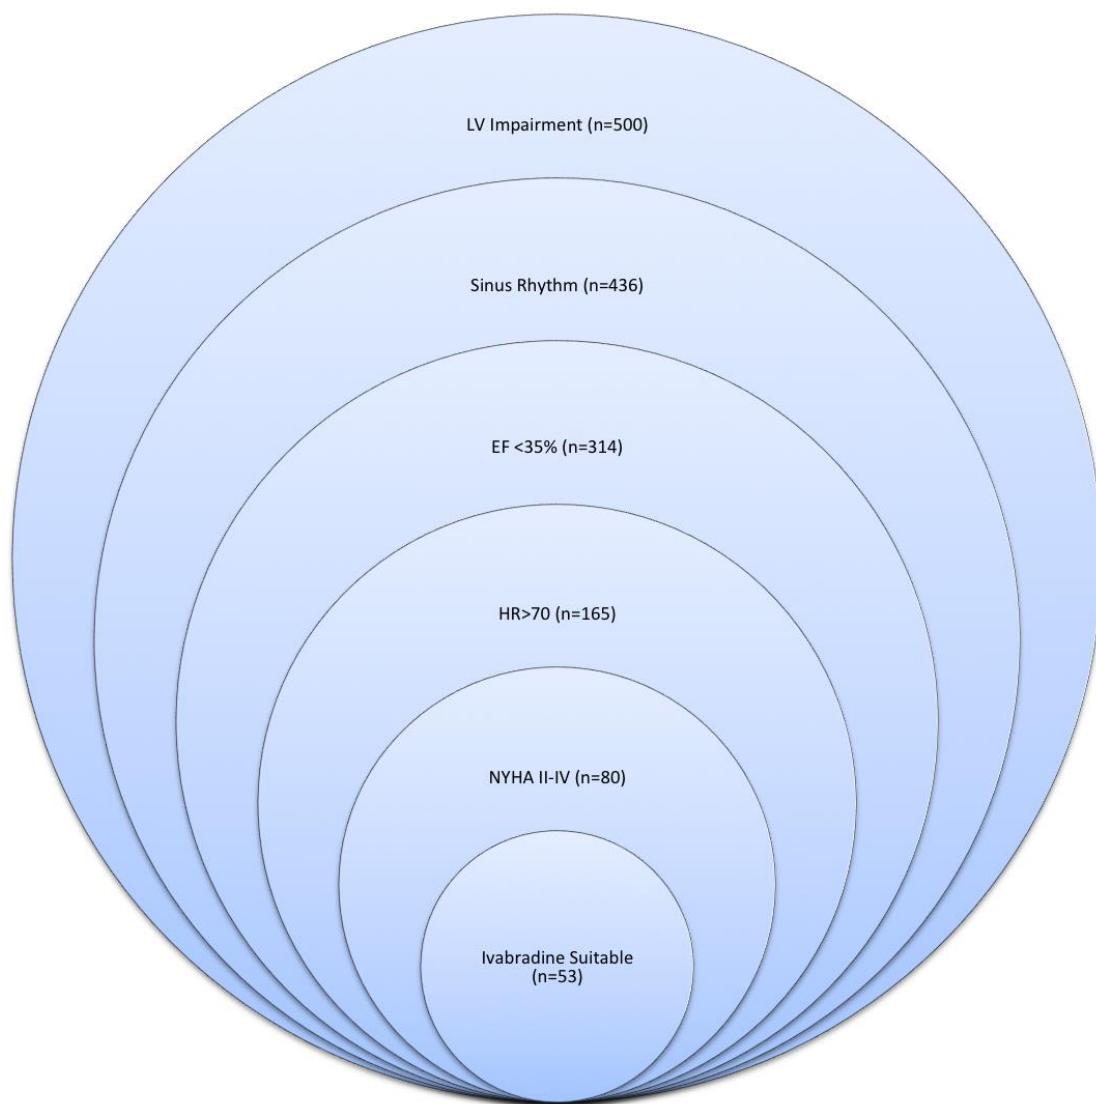 LV Impairment (n=500)
Sinus Rhythm (n=436)
EF <35% (n=314)
HR>70 (n=165)
NYHA II-IV (n=80)
Ivabradine Suitable
(n=53)